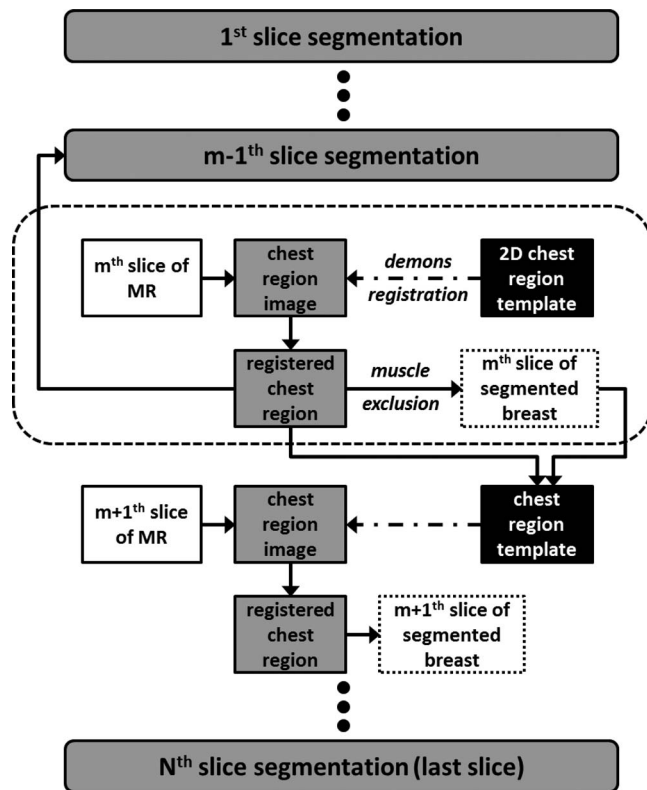 1st slice segmentation
m-1th slice segmentation
mth slice of
MR
chest
region
image
demons
registration
2D chest
region
template
registered
chest
region
muscle
exclusion
mth slice of
segmented
breast
m+1th slice
of MR
chest
region
image
chest
region
template
registered
chest
region
m+1th slice of
segmented
breast
Nth slice segmentation (last slice)